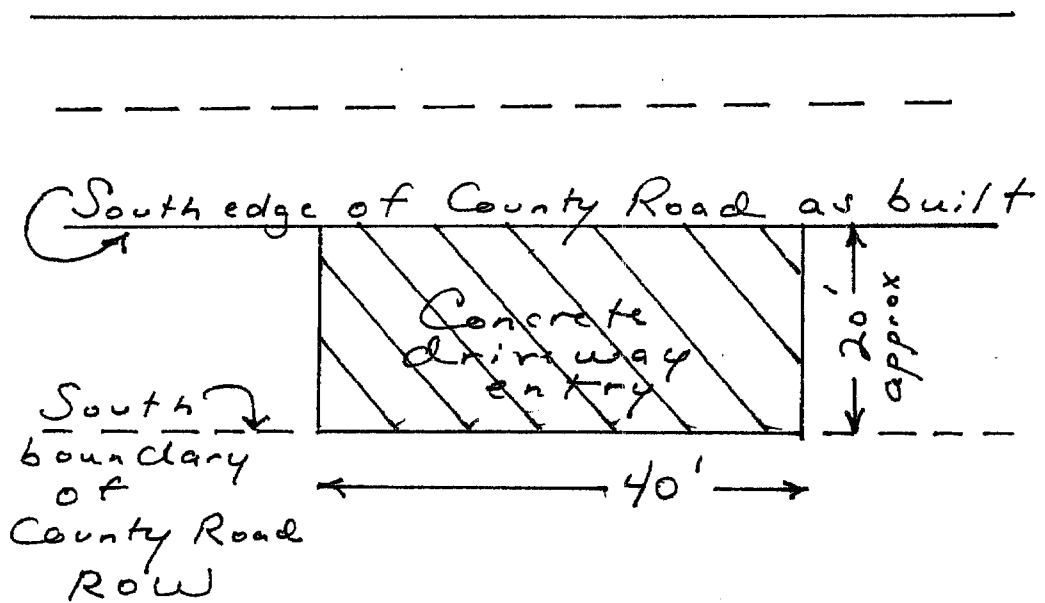 South edge of County Road as built
Concrete
driveway
entry
20'
approx
South
boundary
of
County Road
ROW
40'